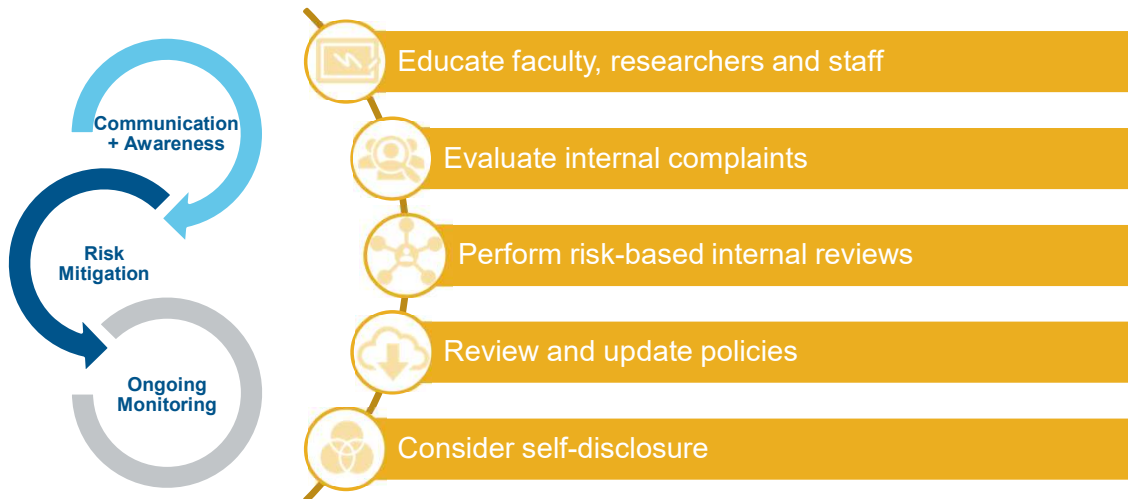 Communication
+ Awareness
Risk
Mitigation
Ongoing
Monitoring
Educate faculty, researchers and staff
Evaluate internal complaints
Perform risk-based internal reviews
Review and update policies
Consider self-disclosure